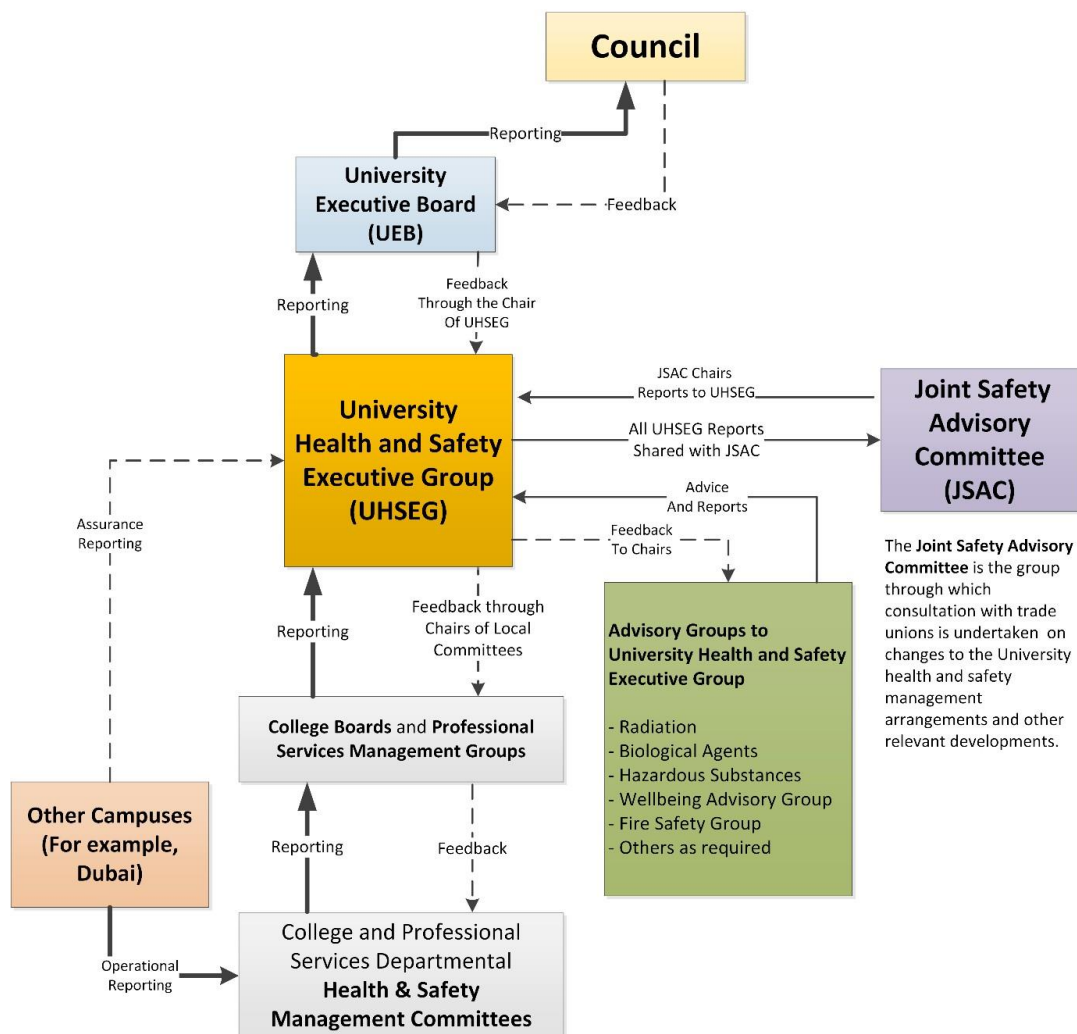 Council
Reporting
University
Executive Board
(UEB)
Feedback
Reporting
Feedback
Through the Chair
Of UHSEG
University
Health and Safety
Executive Group
(UHSEG)
JSAC Chairs
Reports to UHSEG
All UHSEG Reports
Shared with JSAC
Joint Safety
Advisory
Committee
(JSAC)
Advice
And Reports
Feedback
To Chairs
Assurance
Reporting
The Joint Safety Advisory
Committee is the group
through which
consultation with trade
unions is undertaken on
changes to the University
health and safety
management
arrangements and other
relevant developments.
Reporting
Feedback through
Chairs of Local
Committees
Advisory Groups to
University Health and Safety
Executive Group
- Radiation
- Biological Agents
- Hazardous Substances
- Wellbeing Advisory Group
- Fire Safety Group
- Others as required
College Boards and Professional
Services Management Groups
Other Campuses
(For example,
Dubai)
Reporting
Feedback
College and Professional
Services Departmental
Health & Safety
Management Committees
Operational
Reporting